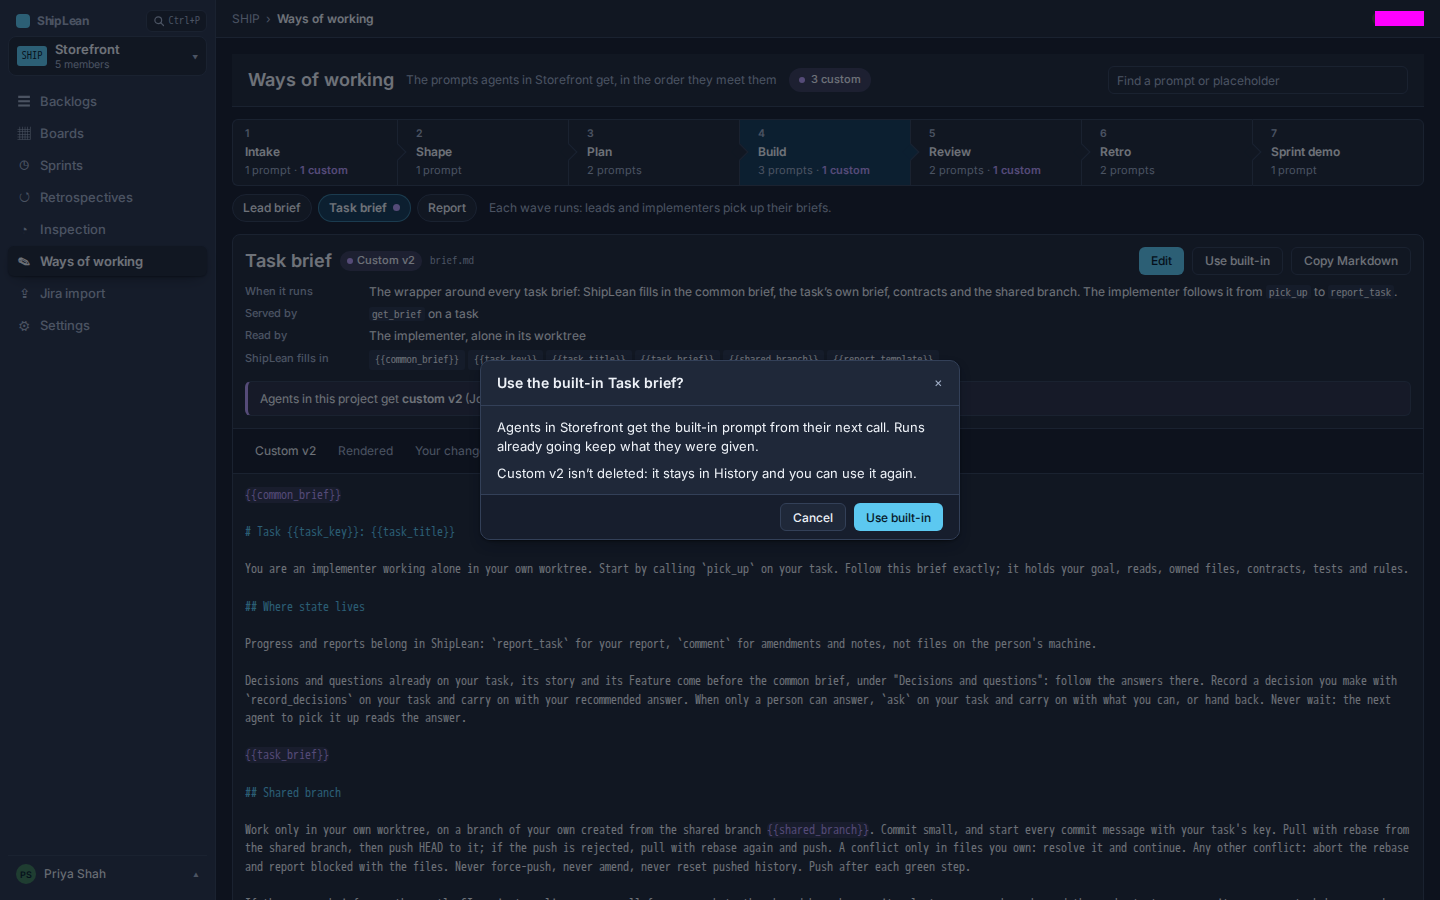 ShipLean
Ctrl+P
SHIP
Storefront
5 members
Backlogs
Boards
Sprints
Retrospectives
Inspection
Ways of working
Jira import
Settings
PS
Priya Shah
SHIP › Ways of working
Ways of working
The prompts agents in Storefront get, in the order they meet them
3 custom
Find a prompt or placeholder
1
Intake
1 prompt · 1 custom
2
Shape
1 prompt
3
Plan
2 prompts
4
Build
3 prompts · 1 custom
5
Review
2 prompts · 1 custom
6
Retro
2 prompts
7
Sprint demo
1 prompt
Lead brief
Task brief
Report
Each wave runs: leads and implementers pick up their briefs.
Task brief
Custom v2
brief.md
Edit
Use built-in
Copy Markdown
When it runs
The wrapper around every task brief: ShipLean fills in the common brief, the task’s own brief, contracts and the shared branch. The implementer follows it from pick_up to report_task.
Served by
get_brief on a task
Read by
The implementer, alone in its worktree
ShipLean fills in
{{common_brief}} {{task_key}} {{task_title}} {{task_brief}} {{shared_branch}} {{report_template}}
Agents in this project get custom v2
Custom v2
Rendered
Your
Use the built-in Task brief?
×
Agents in Storefront get the built-in prompt from their next call. Runs
already going keep what they were given.
Custom v2 isn’t deleted: it stays in History and you can use it again.
Cancel
Use built-in
{{common_brief}}
# Task {{task_key}}: {{task_title}}
You are an implementer working alone in your own worktree. Start by calling `pick_up` on your task. Follow this brief exactly; it holds your goal, reads, owned files, contracts, tests and rules.
## Where state lives
Progress and reports belong in ShipLean: `report_task` for your report, `comment` for amendments and notes, not files on the person's machine.
Decisions and questions already on your task, its story and its Feature come before the common brief, under "Decisions and questions": follow the answers there. Record a decision you make with
`record_decisions` on your task and carry on with your recommended answer. When only a person can answer, `ask` on your task and carry on with what you can, or hand back. Never wait: the next
agent to pick it up reads the answer.
{{task_brief}}
## Shared branch
Work only in your own worktree, on a branch of your own created from the shared branch {{shared_branch}}. Commit small, and start every commit message with your task's key. Pull with rebase from
the shared branch, then push HEAD to it; if the push is rejected, pull with rebase again and push. A conflict only in files you own: resolve it and continue. Any other conflict: abort the rebase
and report blocked with the files. Never force-push, never amend, never reset pushed history. Push after each green step.